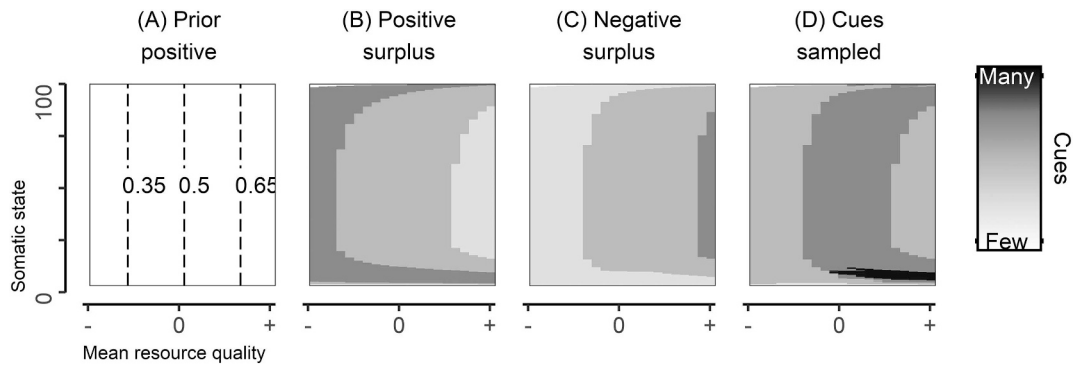 (A) Prior
positive
(B) Positive
surplus
(C) Negative
surplus
(D) Cues
sampled
Somatic state
100
0
0.35 0.5 0.65
- 0 +
- 0 +
- 0 +
- 0 +
Mean resource quality
Many
Few
Cues